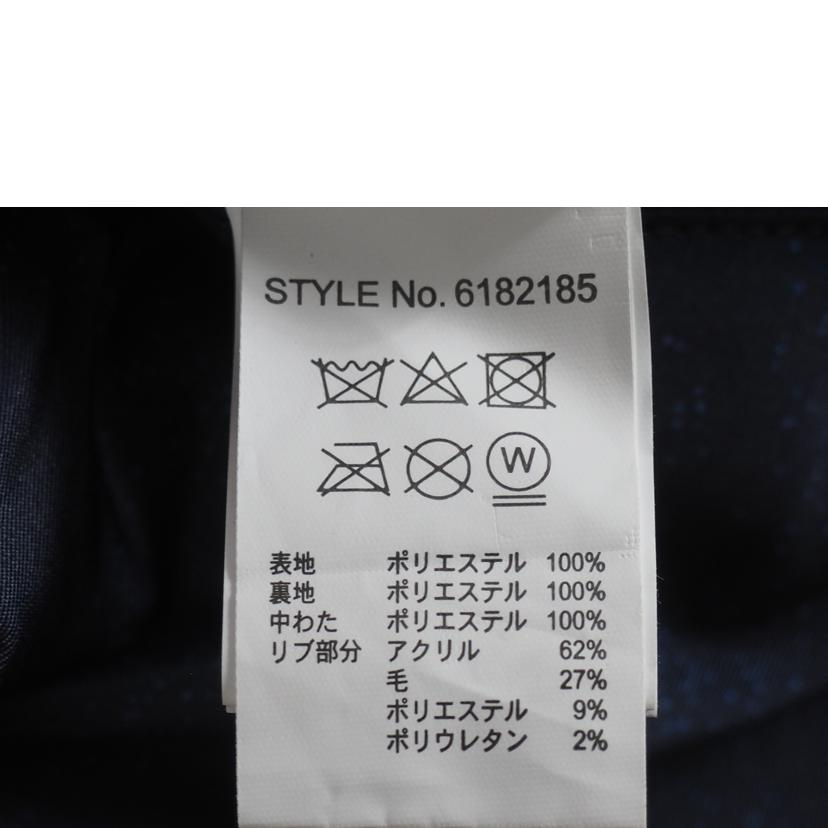 STYLE No. 6182185
W
表地 ポリエステル 100%
裏地 ポリエステル 100%
中わた ポリエステル 100%
リブ部分 アクリル 62%
毛 27%
ポリエステル 9%
ポリウレタン 2%